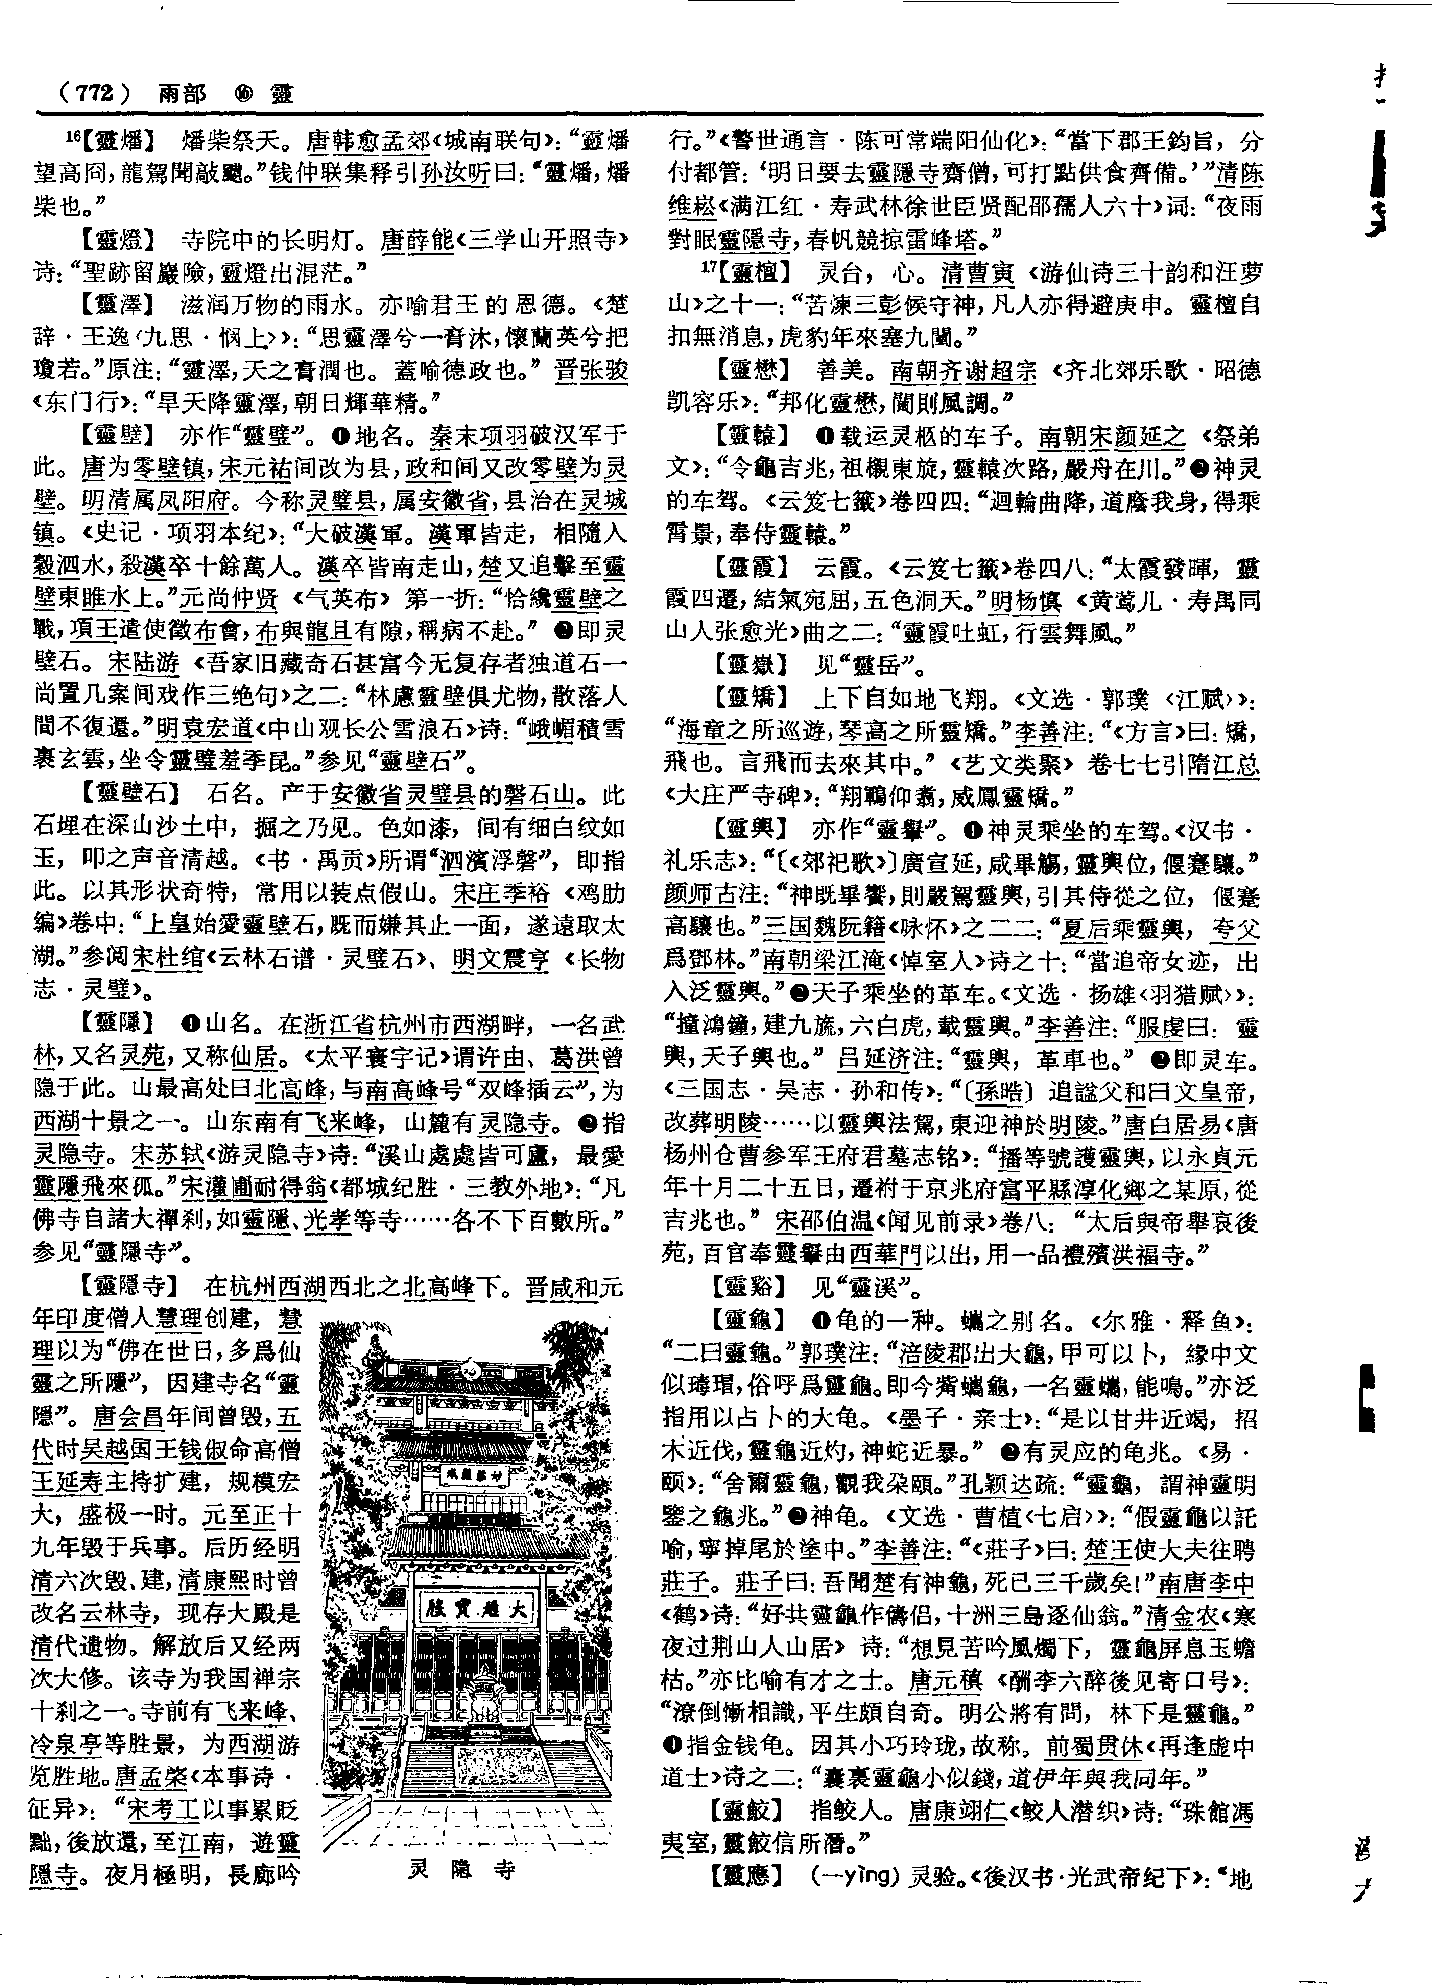 （772） 雨部 ⑯ 靈
16【靈燔】 燔柴祭天。唐韩愈孟郊《城南联句》：“靈燔
望高冏，龍駕聞敲䬑。”钱仲联集释引孙汝听曰：“靈燔，燔
柴也。”
【靈燈】 寺院中的长明灯。唐薛能《三学山开照寺》
诗：“聖跡留巖險，靈燈出混茫。”
【靈澤】 滋润万物的雨水。亦喻君王的恩德。《楚
辞·王逸〈九思·悯上〉》：“思靈澤兮一膏沐，懷蘭英兮把
瓊若。”原注：“靈澤，天之膏潤也。蓋喻德政也。”晋张骏
《东门行》：“旱天降靈澤，朝日輝華精。”
【靈壁】 亦作“靈璧”。❶地名。秦末项羽破汉军于
此。唐为零壁镇，宋元祐间改为县，政和间又改零壁为灵
壁。明清属凤阳府。今称灵璧县，属安徽省，县治在灵城
镇。《史记·项羽本纪》：“大破漢軍。漢軍皆走，相隨入
穀泗水，殺漢卒十餘萬人。漢卒皆南走山，楚又追擊至靈
壁東睢水上。”元尚仲贤《气英布》第一折：“恰纔靈壁之
戰，項王遣使徵布會，布與龍且有隙，稱病不赴。”❷即灵
壁石。宋陆游《吾家旧藏奇石甚富今无复存者独道石一
尚置几案间戏作三绝句》之二：“林慮靈壁俱尤物，散落人
間不復還。”明袁宏道《中山观长公雪浪石》诗：“峨嵋積雪
裹玄雲，坐令靈璧羞季昆。”参见“靈壁石”。
【靈壁石】 石名。产于安徽省灵璧县的磬石山。此
石埋在深山沙土中，掘之乃见。色如漆，间有细白纹如
玉，叩之声音清越。《书·禹贡》所谓“泗濱浮磬”，即指
此。以其形状奇特，常用以装点假山。宋庄季裕《鸡肋
编》卷中：“上皇始愛靈壁石，既而嫌其止一面，遂遠取太
湖。”参阅宋杜绾《云林石谱·灵璧石》、明文震亨《长物
志·灵璧》。
【靈隱】 ❶山名。在浙江省杭州市西湖畔，一名武
林，又名灵苑，又称仙居。《太平寰宇记》谓许由、葛洪曾
隐于此。山最高处曰北高峰，与南高峰号“双峰插云”，为
西湖十景之一。山东南有飞来峰，山麓有灵隐寺。❷指
灵隐寺。宋苏轼《游灵隐寺》诗：“溪山處處皆可廬，最愛
靈隱飛來孤。”宋灌圃耐得翁《都城纪胜·三教外地》：“凡
佛寺自諸大禪刹，如靈隱、光孝等寺……各不下百數所。”
参见“靈隱寺”。
【靈隱寺】 在杭州西湖西北之北高峰下。晋咸和元
年印度僧人慧理创建，慧
理以为“佛在世日，多爲仙
靈之所隱”，因建寺名“靈
隱”。唐会昌年间曾毁，五
代时吴越国王钱俶命高僧
王延寿主持扩建，规模宏
大，盛极一时。元至正十
九年毁于兵事。后历经明
清六次毁、建，清康熙时曾
改名云林寺，现存大殿是
清代遗物。解放后又经两
次大修。该寺为我国禅宗
十刹之一。寺前有飞来峰、
冷泉亭等胜景，为西湖游
览胜地。唐孟棨《本事诗·
征异》：“宋考工以事累貶
黜，後放還，至江南，遊靈
隱寺。夜月極明，長廊吟
大雄寶殿
灵隐寺
行。”《警世通言·陈可常端阳仙化》：“當下郡王鈞旨，分
付都管：‘明日要去靈隱寺齋僧，可打點供食齊備。’”清陈
维崧《满江红·寿武林徐世臣贤配邵孺人六十》词：“夜雨
對眠靈隱寺，春帆競掠雷峰塔。”
17【靈檀】 灵台，心。清曹寅《游仙诗三十韵和汪萝
山》之十一：“苦湅三彭候守神，凡人亦得避庚申。靈檀自
扣無消息，虎豹年來塞九閽。”
【靈懋】 善美。南朝齐谢超宗《齐北郊乐歌·昭德
凯容乐》：“邦化靈懋，閫則風調。”
【靈轅】 ❶载运灵柩的车子。南朝宋颜延之《祭弟
文》：“令龜吉兆，祖櫬東旋，靈轅次路，嚴舟在川。”❷神灵
的车驾。《云笈七籤》卷四四：“迴輪曲降，道廕我身，得乘
霄景，奉侍靈轅。”
【靈霞】 云霞。《云笈七籤》卷四八：“太霞發暉，靈
霞四遷，結氣宛屈，五色洞天。”明杨慎《黄莺儿·寿禺同
山人张愈光》曲之二：“靈霞吐虹，行雲舞風。”
【靈嶽】 见“靈岳”。
【靈矯】 上下自如地飞翔。《文选·郭璞〈江赋〉》：
“海童之所巡遊，琴高之所靈矯。”李善注：“《方言》曰：矯，
飛也。言飛而去來其中。”《艺文类聚》卷七七引隋江总
《大庄严寺碑》：“翔鵾仰翥，威鳳靈矯。”
【靈輿】 亦作“靈轝”。❶神灵乘坐的车驾。《汉书·
礼乐志》：“〔《郊祀歌》〕廣宣延，咸畢觴，靈輿位，偃蹇驤。”
颜师古注：“神既畢饗，則嚴駕靈輿，引其侍從之位，偃蹇
高驤也。”三国魏阮籍《咏怀》之二二：“夏后乘靈輿，夸父
爲鄧林。”南朝梁江淹《悼室人》诗之十：“當追帝女迹，出
入泛靈輿。”❷天子乘坐的革车。《文选·扬雄〈羽猎赋〉》：
“撞鴻鐘，建九旒，六白虎，載靈輿。”李善注：“服虔曰：靈
輿，天子輿也。”吕延济注：“靈輿，革車也。”❸即灵车。
《三国志·吴志·孙和传》：“〔孫晧〕追諡父和曰文皇帝，
改葬明陵……以靈輿法駕，東迎神於明陵。”唐白居易《唐
杨州仓曹参军王府君墓志铭》：“播等號護靈輿，以永貞元
年十月二十五日，遷祔于京兆府富平縣淳化鄉之某原，從
吉兆也。”宋邵伯温《闻见前录》卷八：“太后與帝舉哀後
苑，百官奉靈轝由西華門以出，用一品禮殯洪福寺。”
【靈谿】 见“靈溪”。
【靈龜】 ❶龟的一种。蠵之别名。《尔雅·释鱼》：
“二曰靈龜。”郭璞注：“涪陵郡出大龜，甲可以卜，緣中文
似瑇瑁，俗呼爲靈龜。即今觜蠵龜，一名靈蠵，能鳴。”亦泛
指用以占卜的大龟。《墨子·亲士》：“是以甘井近竭，招
木近伐，靈龜近灼，神蛇近暴。”❷有灵应的龟兆。《易·
颐》：“舍爾靈龜，觀我朵頤。”孔颖达疏：“靈龜，謂神靈明
鑒之龜兆。”❸神龟。《文选·曹植〈七启〉》：“假靈龜以託
喻，寧掉尾於塗中。”李善注：“《莊子》曰：楚王使大夫往聘
莊子。莊子曰：吾聞楚有神龜，死已三千歲矣！”南唐李中
《鹤》诗：“好共靈龜作儔侣，十洲三島逐仙翁。”清金农《寒
夜过荆山人山居》诗：“想見苦吟風燭下，靈龜屏息玉蟾
枯。”亦比喻有才之士。唐元稹《酬李六醉後见寄口号》：
“潦倒慚相識，平生頗自奇。明公將有問，林下是靈龜。”
❹指金钱龟。因其小巧玲珑，故称。前蜀贯休《再逢虚中
道士》诗之二：“囊裏靈龜小似錢，道伊年與我同年。”
【靈鮫】 指鲛人。唐康翊仁《鲛人潜织》诗：“珠館馮
夷室，靈鮫信所潛。”
【靈應】 （—yìng）灵验。《後汉书·光武帝纪下》：“地